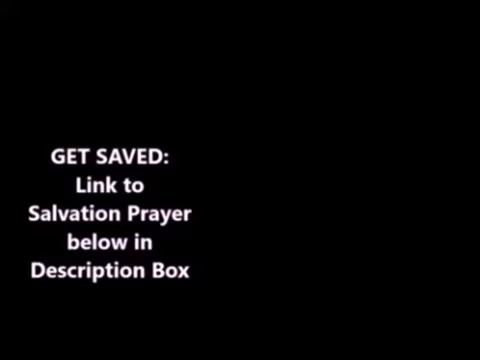 GET SAVED:
Link to
Salvation Prayer
below in
Description Box